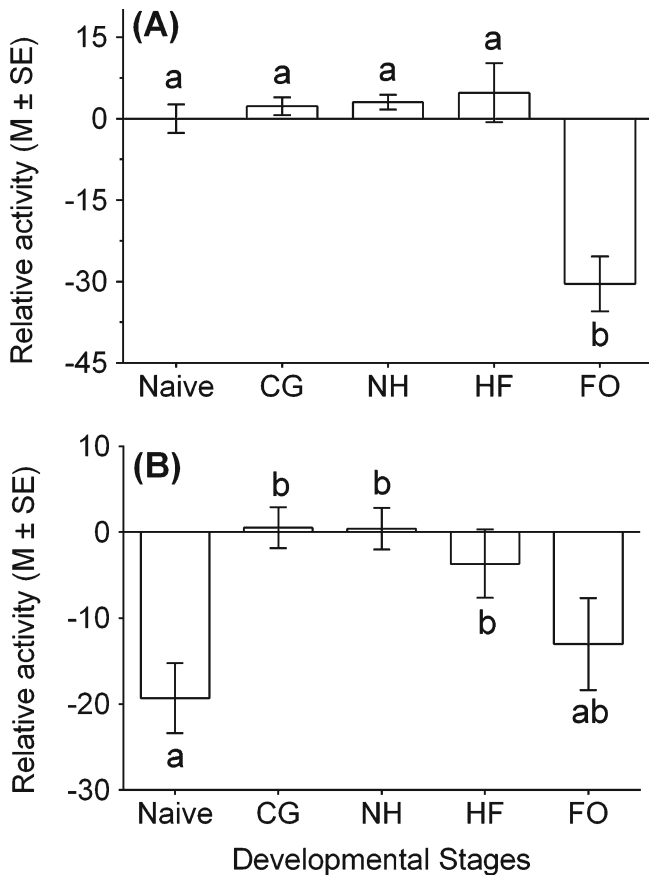 (A)
Relative activity (M ± SE)
15
0
-15
-30
-45
a
a
a
a
b
Naive CG NH HF FO
(B)
Relative activity (M ± SE)
10
0
-10
-20
-30
a
b
b
b
ab
Naive CG NH HF FO
Developmental Stages